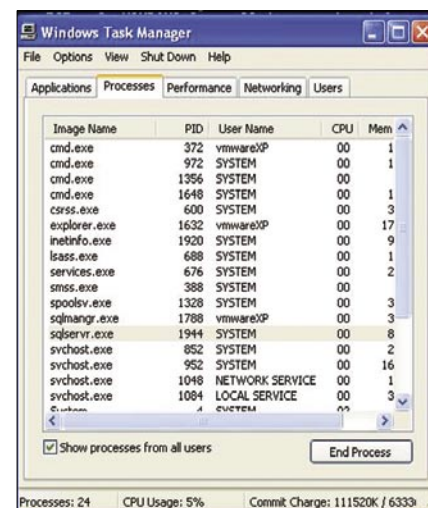 Windows Task Manager
File Options View Shut Down Help
Applications Processes Performance Networking Users
Image Name PID User Name CPU Mem
cmd.exe 372 vmwareXP 00 1
cmd.exe 972 SYSTEM 00 1
cmd.exe 1356 SYSTEM 00
cmd.exe 1648 SYSTEM 00 1
csrss.exe 600 SYSTEM 00 3
explorer.exe 1632 vmwareXP 00 17
inetinfo.exe 1920 SYSTEM 00 9
lsass.exe 688 SYSTEM 00 1
services.exe 676 SYSTEM 00 2
smss.exe 388 SYSTEM 00
spoolsv.exe 1328 SYSTEM 00 3
sqlmangr.exe 1788 vmwareXP 00 3
sqlservr.exe 1944 SYSTEM 00 8
svchost.exe 852 SYSTEM 00 2
svchost.exe 952 SYSTEM 00 16
svchost.exe 1048 NETWORK SERVICE 00 1
svchost.exe 1084 LOCAL SERVICE 00 3
System 4 SYSTEM
Show processes from all users End Process
Processes: 24 CPU Usage: 5% Commit Charge: 111520K / 6333